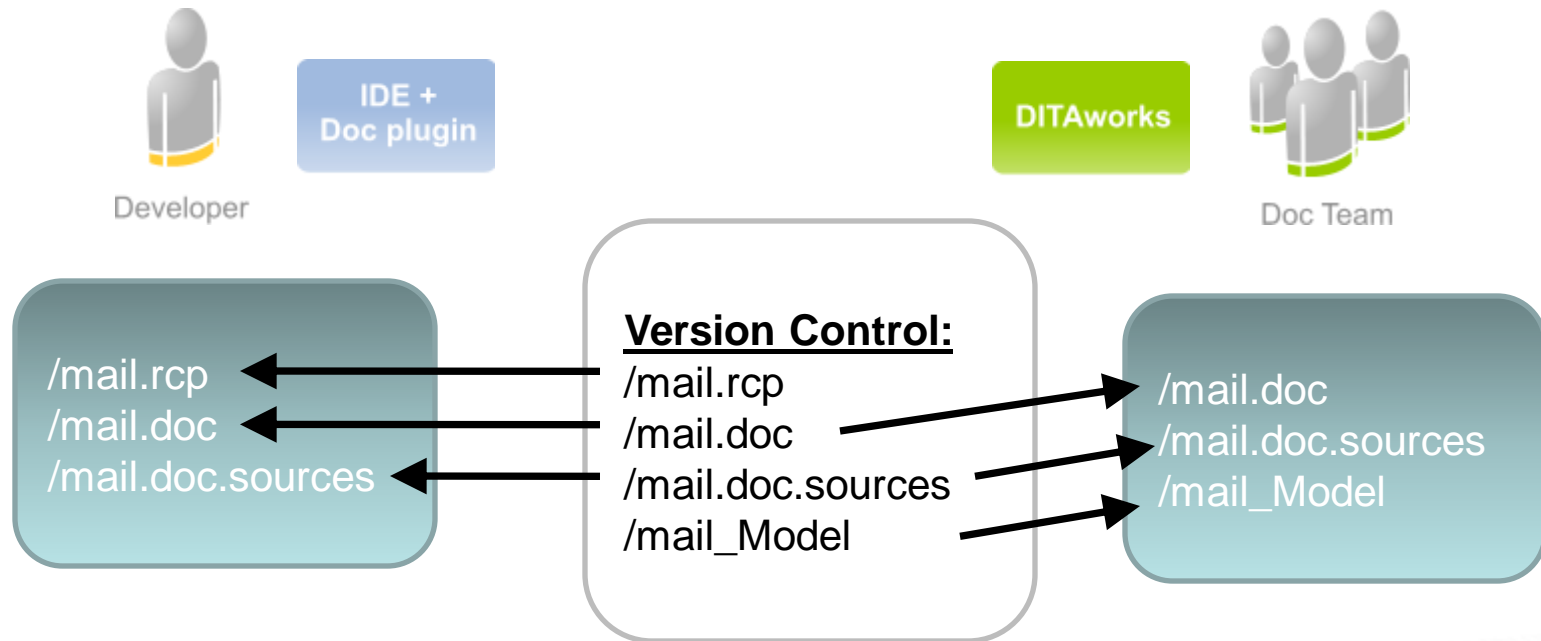 IDE +
Doc plugin
DITAworks
Developer
Doc Team
/mail.rcp
/mail.doc
/mail.doc.sources
Version Control:
/mail.rcp
/mail.doc
/mail.doc.sources
/mail_Model
/mail.doc
/mail.doc.sources
/mail_Model